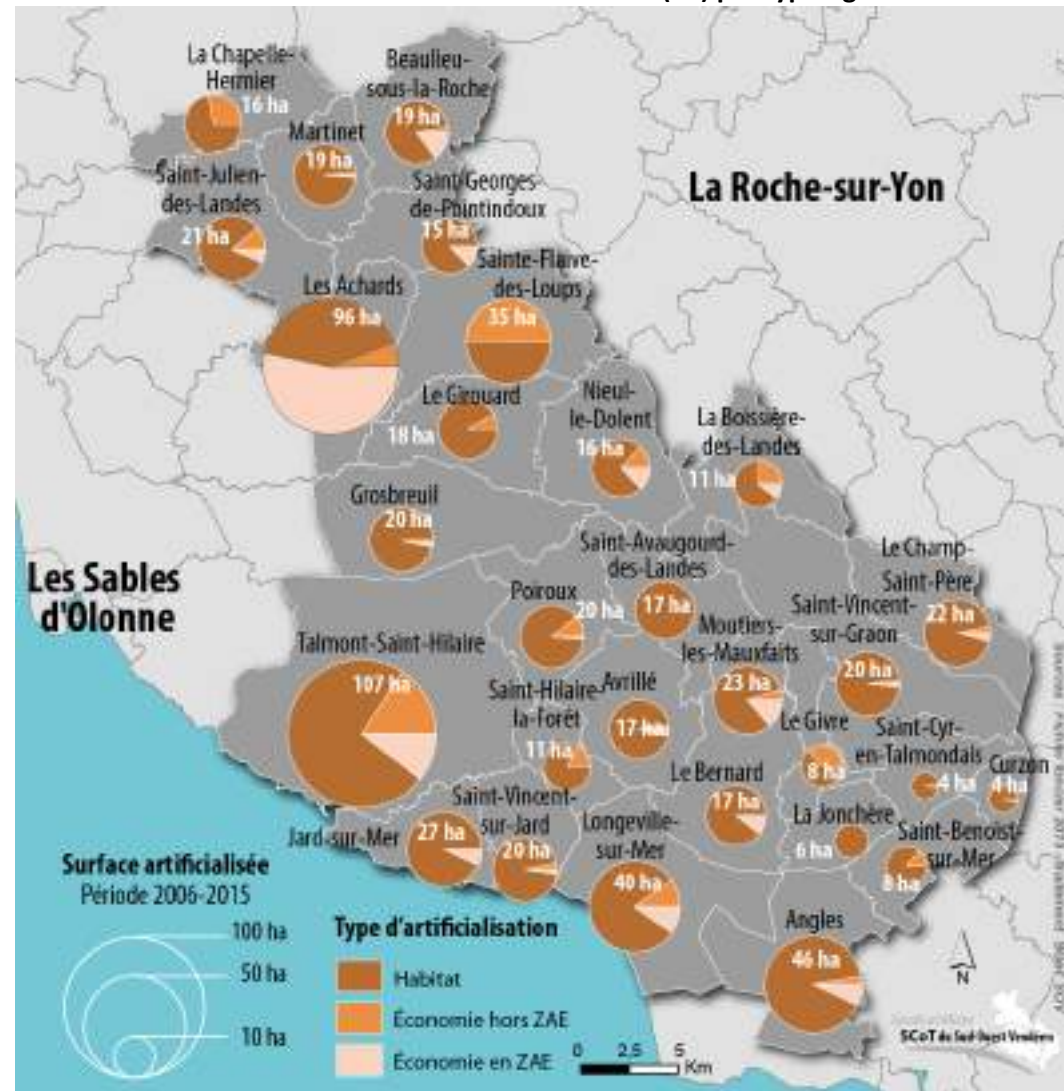 La Chapelle-
Hermier
16 ha
Beaulieu-
sous-la-Roche
19 ha
Martinet
19 ha
Saint-Julien-
des-Landes
21 ha
Saint-Georges-
de-Pointindoux
15 ha
La Roche-sur-Yon
Les Achards
96 ha
Sainte-Flaive-
des-Loups
35 ha
Le Girouard
18 ha
Nieul-
le-Dolent
16 ha
La Boissière-
des-Landes
11 ha
Grosbreuil
20 ha
Saint-Avaugourd-
des-Landes
17 ha
Le Champ-
Saint-Père
22 ha
Les Sables
d'Olonne
Poiroux
20 ha
Saint-Vincent-
sur-Graon
20 ha
Talmont-Saint-Hilaire
107 ha
Moutiers-
les-Mauxfaits
23 ha
Saint-Hilaire-
la-Forêt
11 ha
Avrillé
17 ha
Le Givre
8 ha
Saint-Cyr-
en-Talmondais
4 ha
Curzon
4 ha
Le Bernard
17 ha
La Jonchère
6 ha
Saint-Benoist-
sur-Mer
8 ha
Jard-sur-Mer
27 ha
Saint-Vincent-
sur-Jard
20 ha
Longeville-
sur-Mer
40 ha
Angles
46 ha
Surface artificialisée
Période 2006-2015
100 ha
50 ha
10 ha
Type d'artificialisation
Habitat
Économie hors ZAE
Économie en ZAE
0 2,5 5
Km
N
SCoT du Sud-Ouest Vendéen